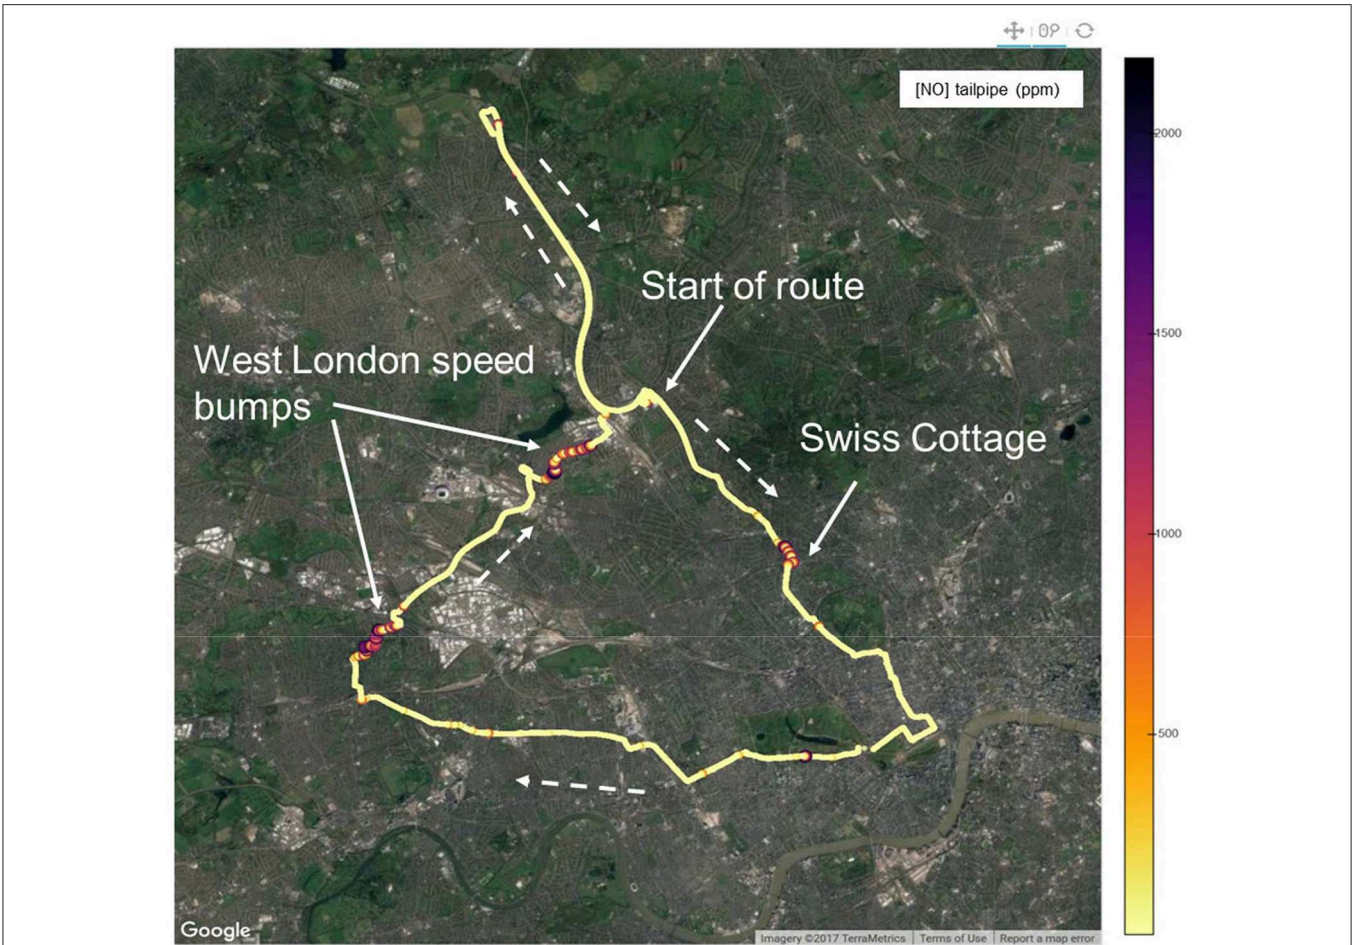 [NO] tailpipe (ppm)
2000
Start of route
1500
West London speed
bumps
Swiss Cottage
1000
500
Google
Imagery ©2017 TerraMetrics
Terms of Use
Report a map error